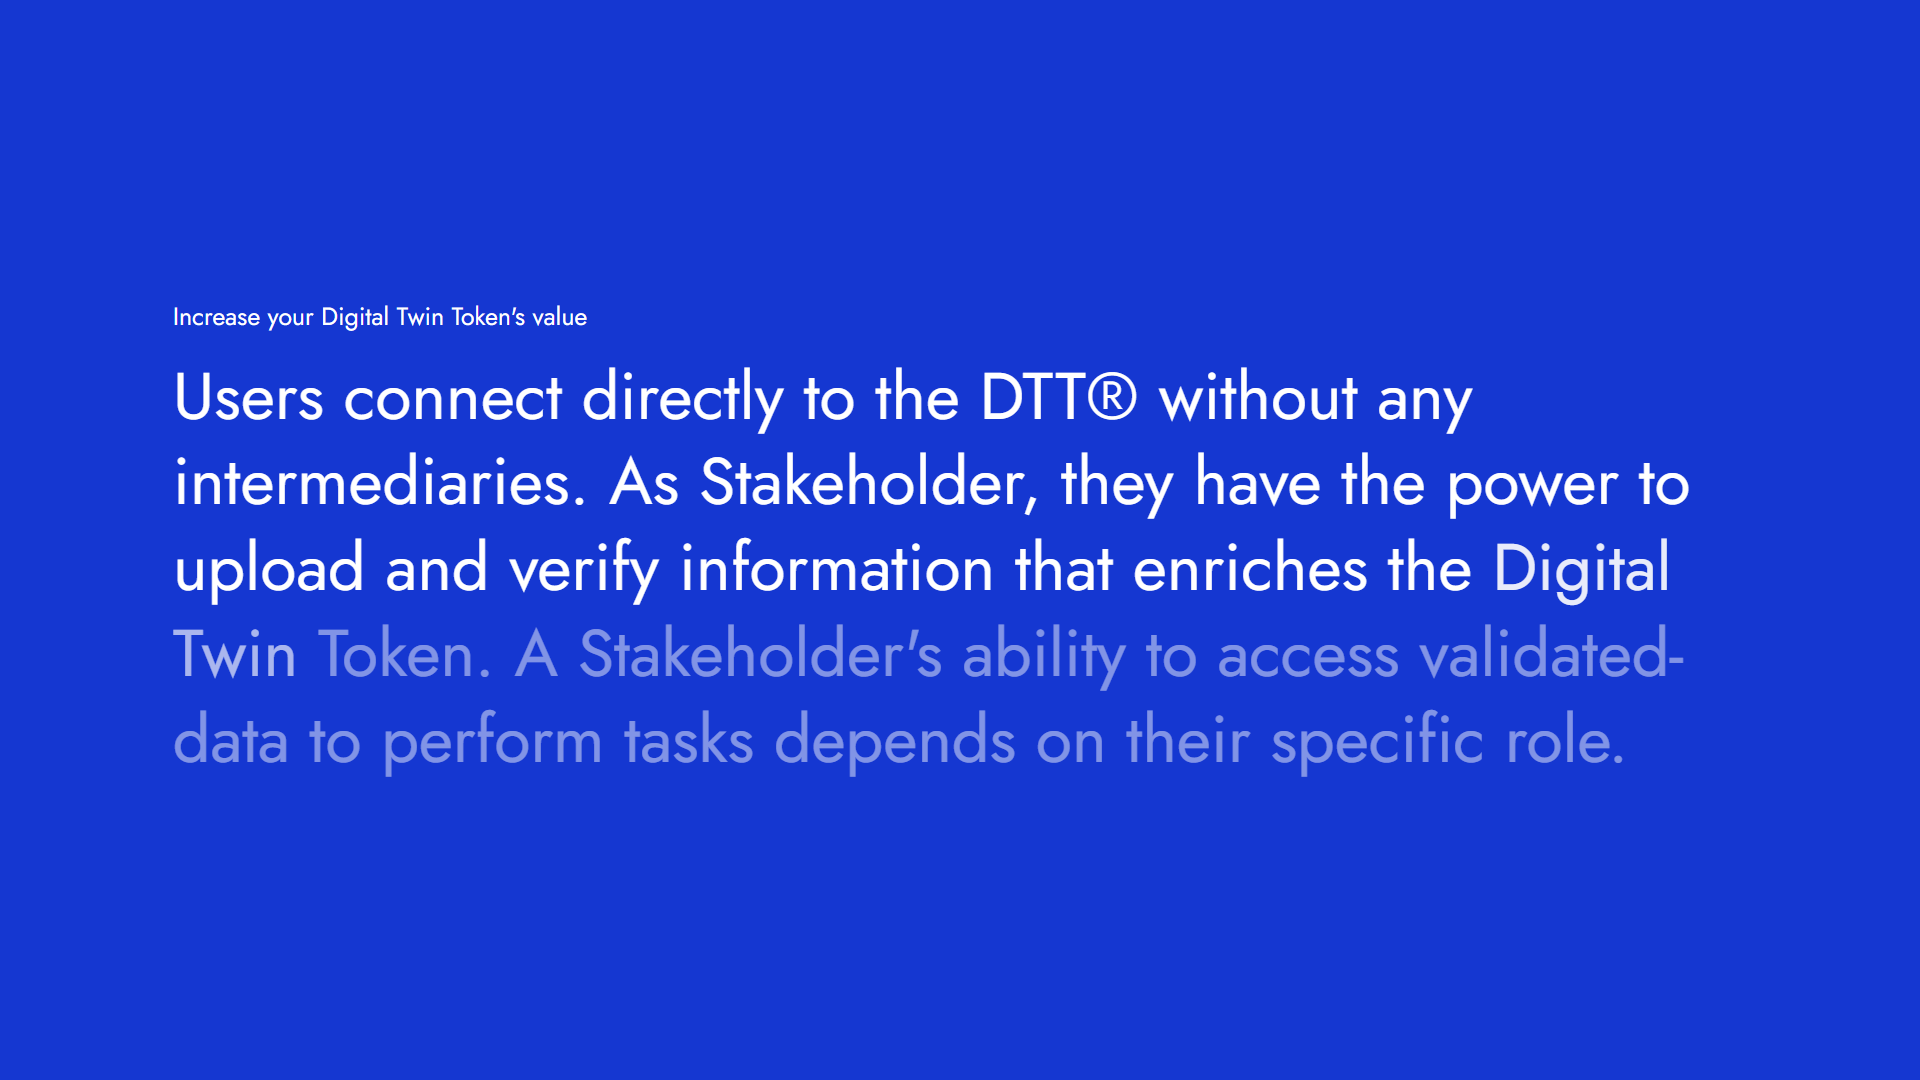 Increase your Digital Twin Token's value
Users connect directly to the DTT® without any
intermediaries. As Stakeholder, they have the power to
upload and verify information that enriches the Digital
Twin Token. A Stakeholder's ability to access validated-
data to perform tasks depends on their specific role.